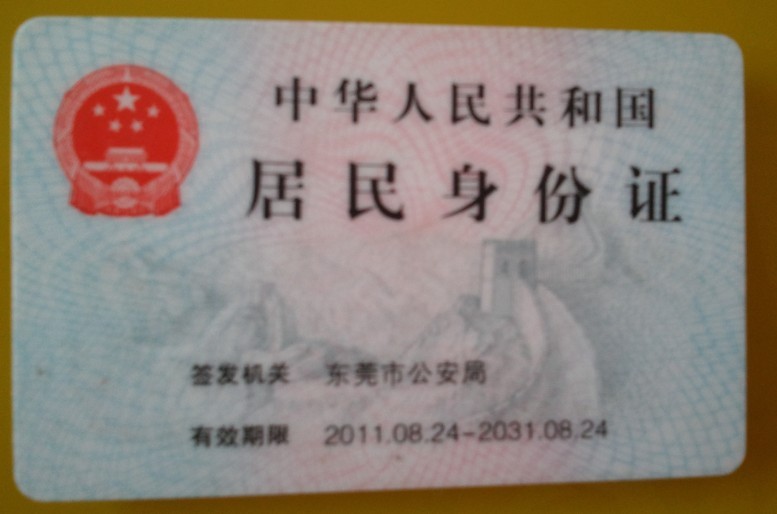 中华人民共和国
居民身份证
签发机关 东莞市公安局
有效期限 2011.08.24-2031.08.24